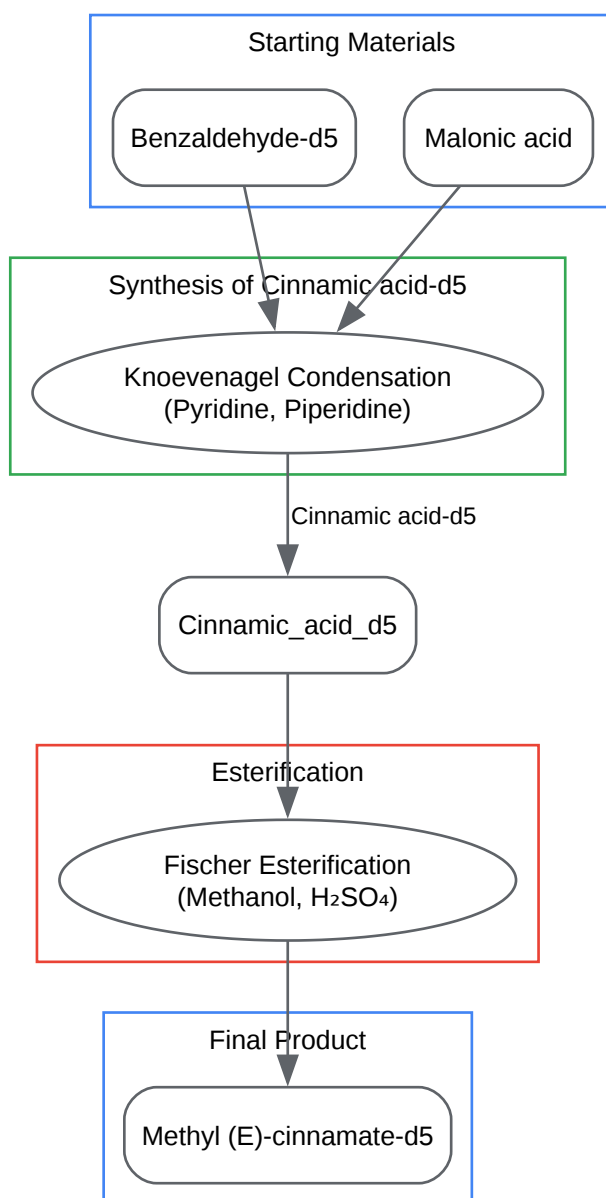 Starting Materials
Benzaldehyde-d5
Malonic acid
Synthesis of Cinnamic acid-d5
Knoevenagel Condensation
(Pyridine, Piperidine)
Cinnamic acid-d5
Cinnamic_acid_d5
Esterification
Fischer Esterification
(Methanol, H₂SO₄)
Final Product
Methyl (E)-cinnamate-d5